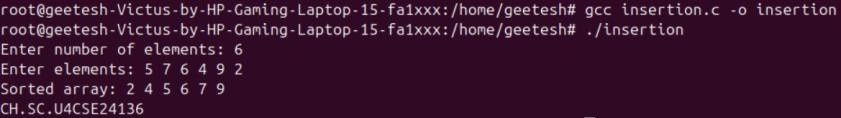 root@geetesh-Victus-by-HP-Gaming-Laptop-15-fa1xxx:/home/geetesh# gcc insertion.c -o insertion
root@geetesh-Victus-by-HP-Gaming-Laptop-15-fa1xxx:/home/geetesh# ./insertion
Enter number of elements: 6
Enter elements: 5 7 6 4 9 2
Sorted array: 2 4 5 6 7 9
CH.SC.U4CSE24136